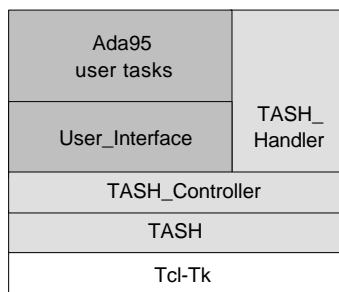 Ada95
user tasks
User_Interface
TASH_
Handler
TASH_Controller
TASH
Tcl-Tk